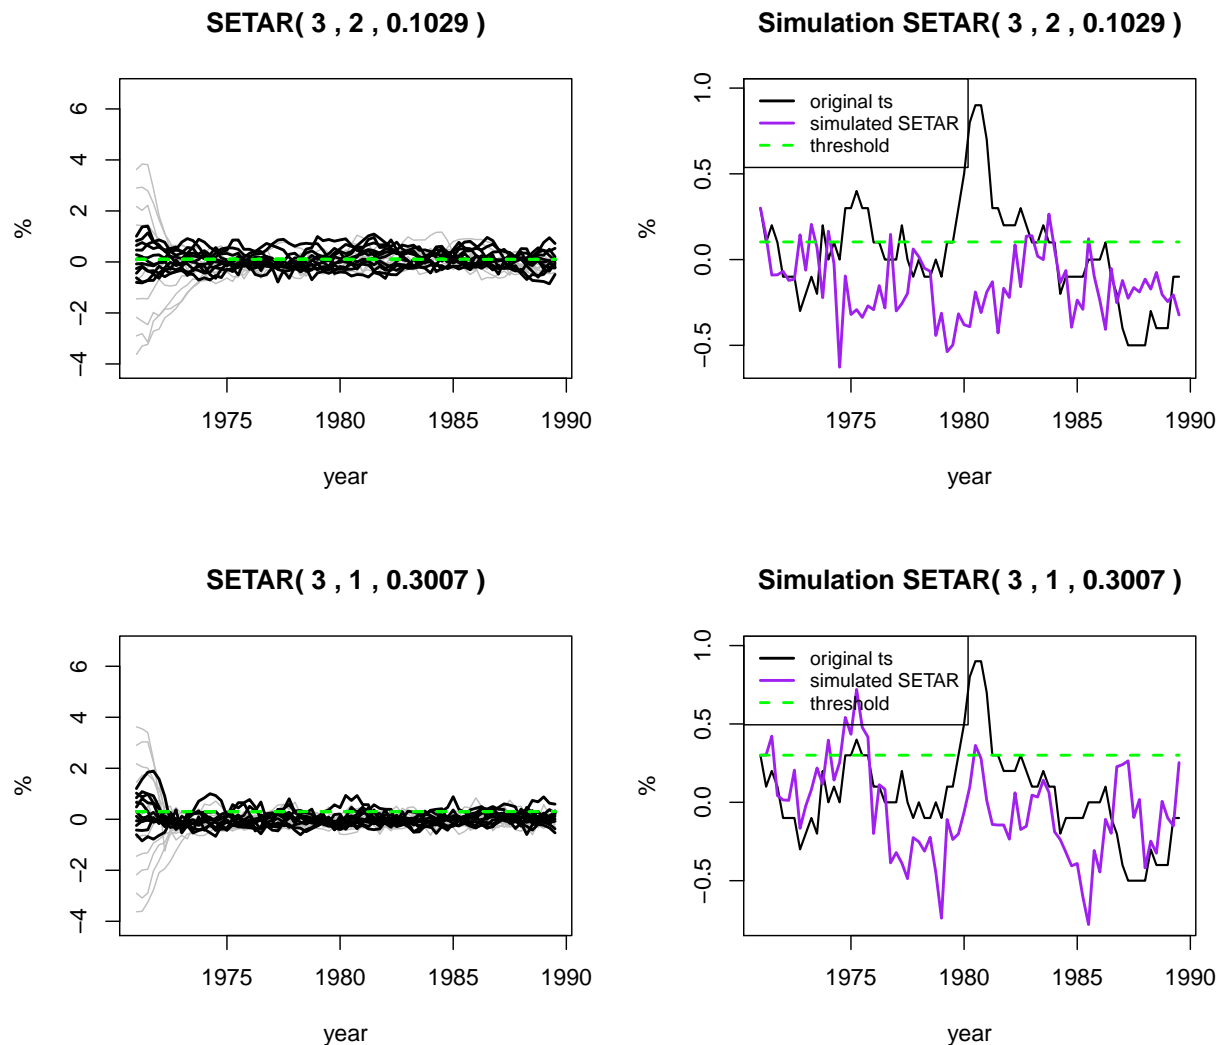 SETAR( 3 , 2 , 0.1029 )
%
6
4
2
0
−2
−4
1975 1980 1985 1990
year
Simulation SETAR( 3 , 2 , 0.1029 )
%
1.0
0.5
0.0
−0.5
original ts
simulated SETAR
threshold
1975 1980 1985 1990
year
SETAR( 3 , 1 , 0.3007 )
%
6
4
2
0
−2
−4
1975 1980 1985 1990
year
Simulation SETAR( 3 , 1 , 0.3007 )
%
1.0
0.5
0.0
−0.5
original ts
simulated SETAR
threshold
1975 1980 1985 1990
year